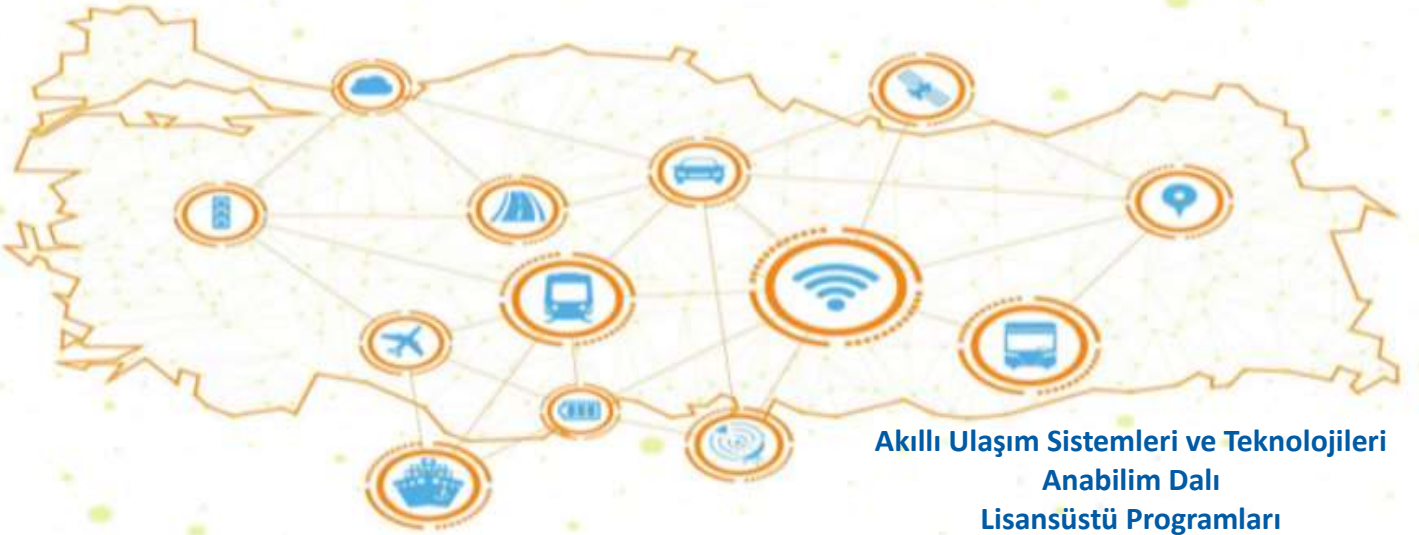 Akıllı Ulaşım Sistemleri ve Teknolojileri
Anabilim Dalı
Lisansüstü Programları